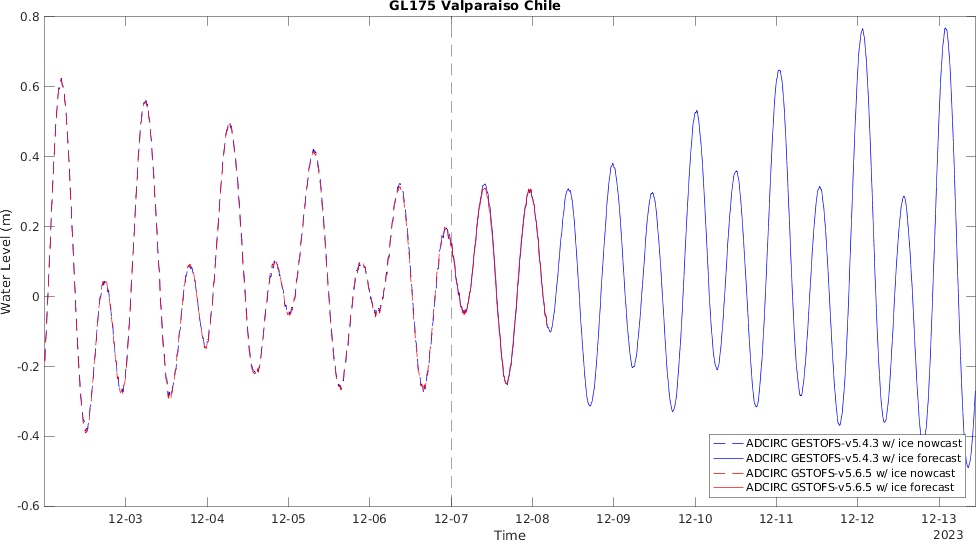 GL175 Valparaiso Chile
0.8
0.6
0.4
0.2
0
-0.2
-0.4
-0.6
Water Level (m)
ADCIRC GESTOFS-v5.4.3 w/ ice nowcast
ADCIRC GESTOFS-v5.4.3 w/ ice forecast
ADCIRC GSTOFS-v5.6.5 w/ ice nowcast
ADCIRC GSTOFS-v5.6.5 w/ ice forecast
12-03 12-04 12-05 12-06 12-07 12-08 12-09 12-10 12-11 12-12 12-13
Time
2023